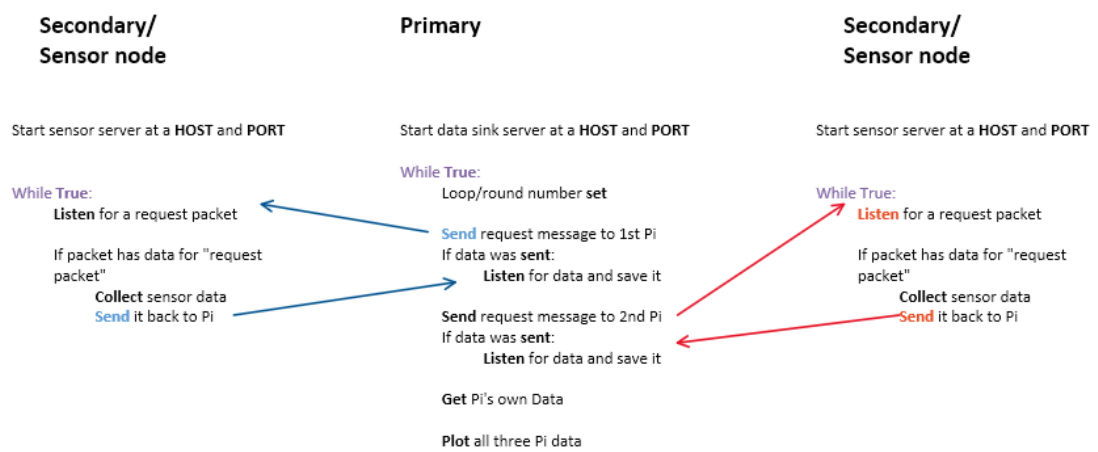 Secondary/
Sensor node
Start sensor server at a HOST and PORT
While True:
Listen for a request packet
If packet has data for "request
packet"
Collect sensor data
Send it back to Pi
Primary
Start data sink server at a HOST and PORT
While True:
Loop/round number set
Send request message to 1st Pi
If data was sent:
Listen for data and save it
Send request message to 2nd Pi
If data was sent:
Listen for data and save it
Get Pi's own Data
Plot all three Pi data
Secondary/
Sensor node
Start sensor server at a HOST and PORT
While True:
Listen for a request packet
If packet has data for "request
packet"
Collect sensor data
Send it back to Pi